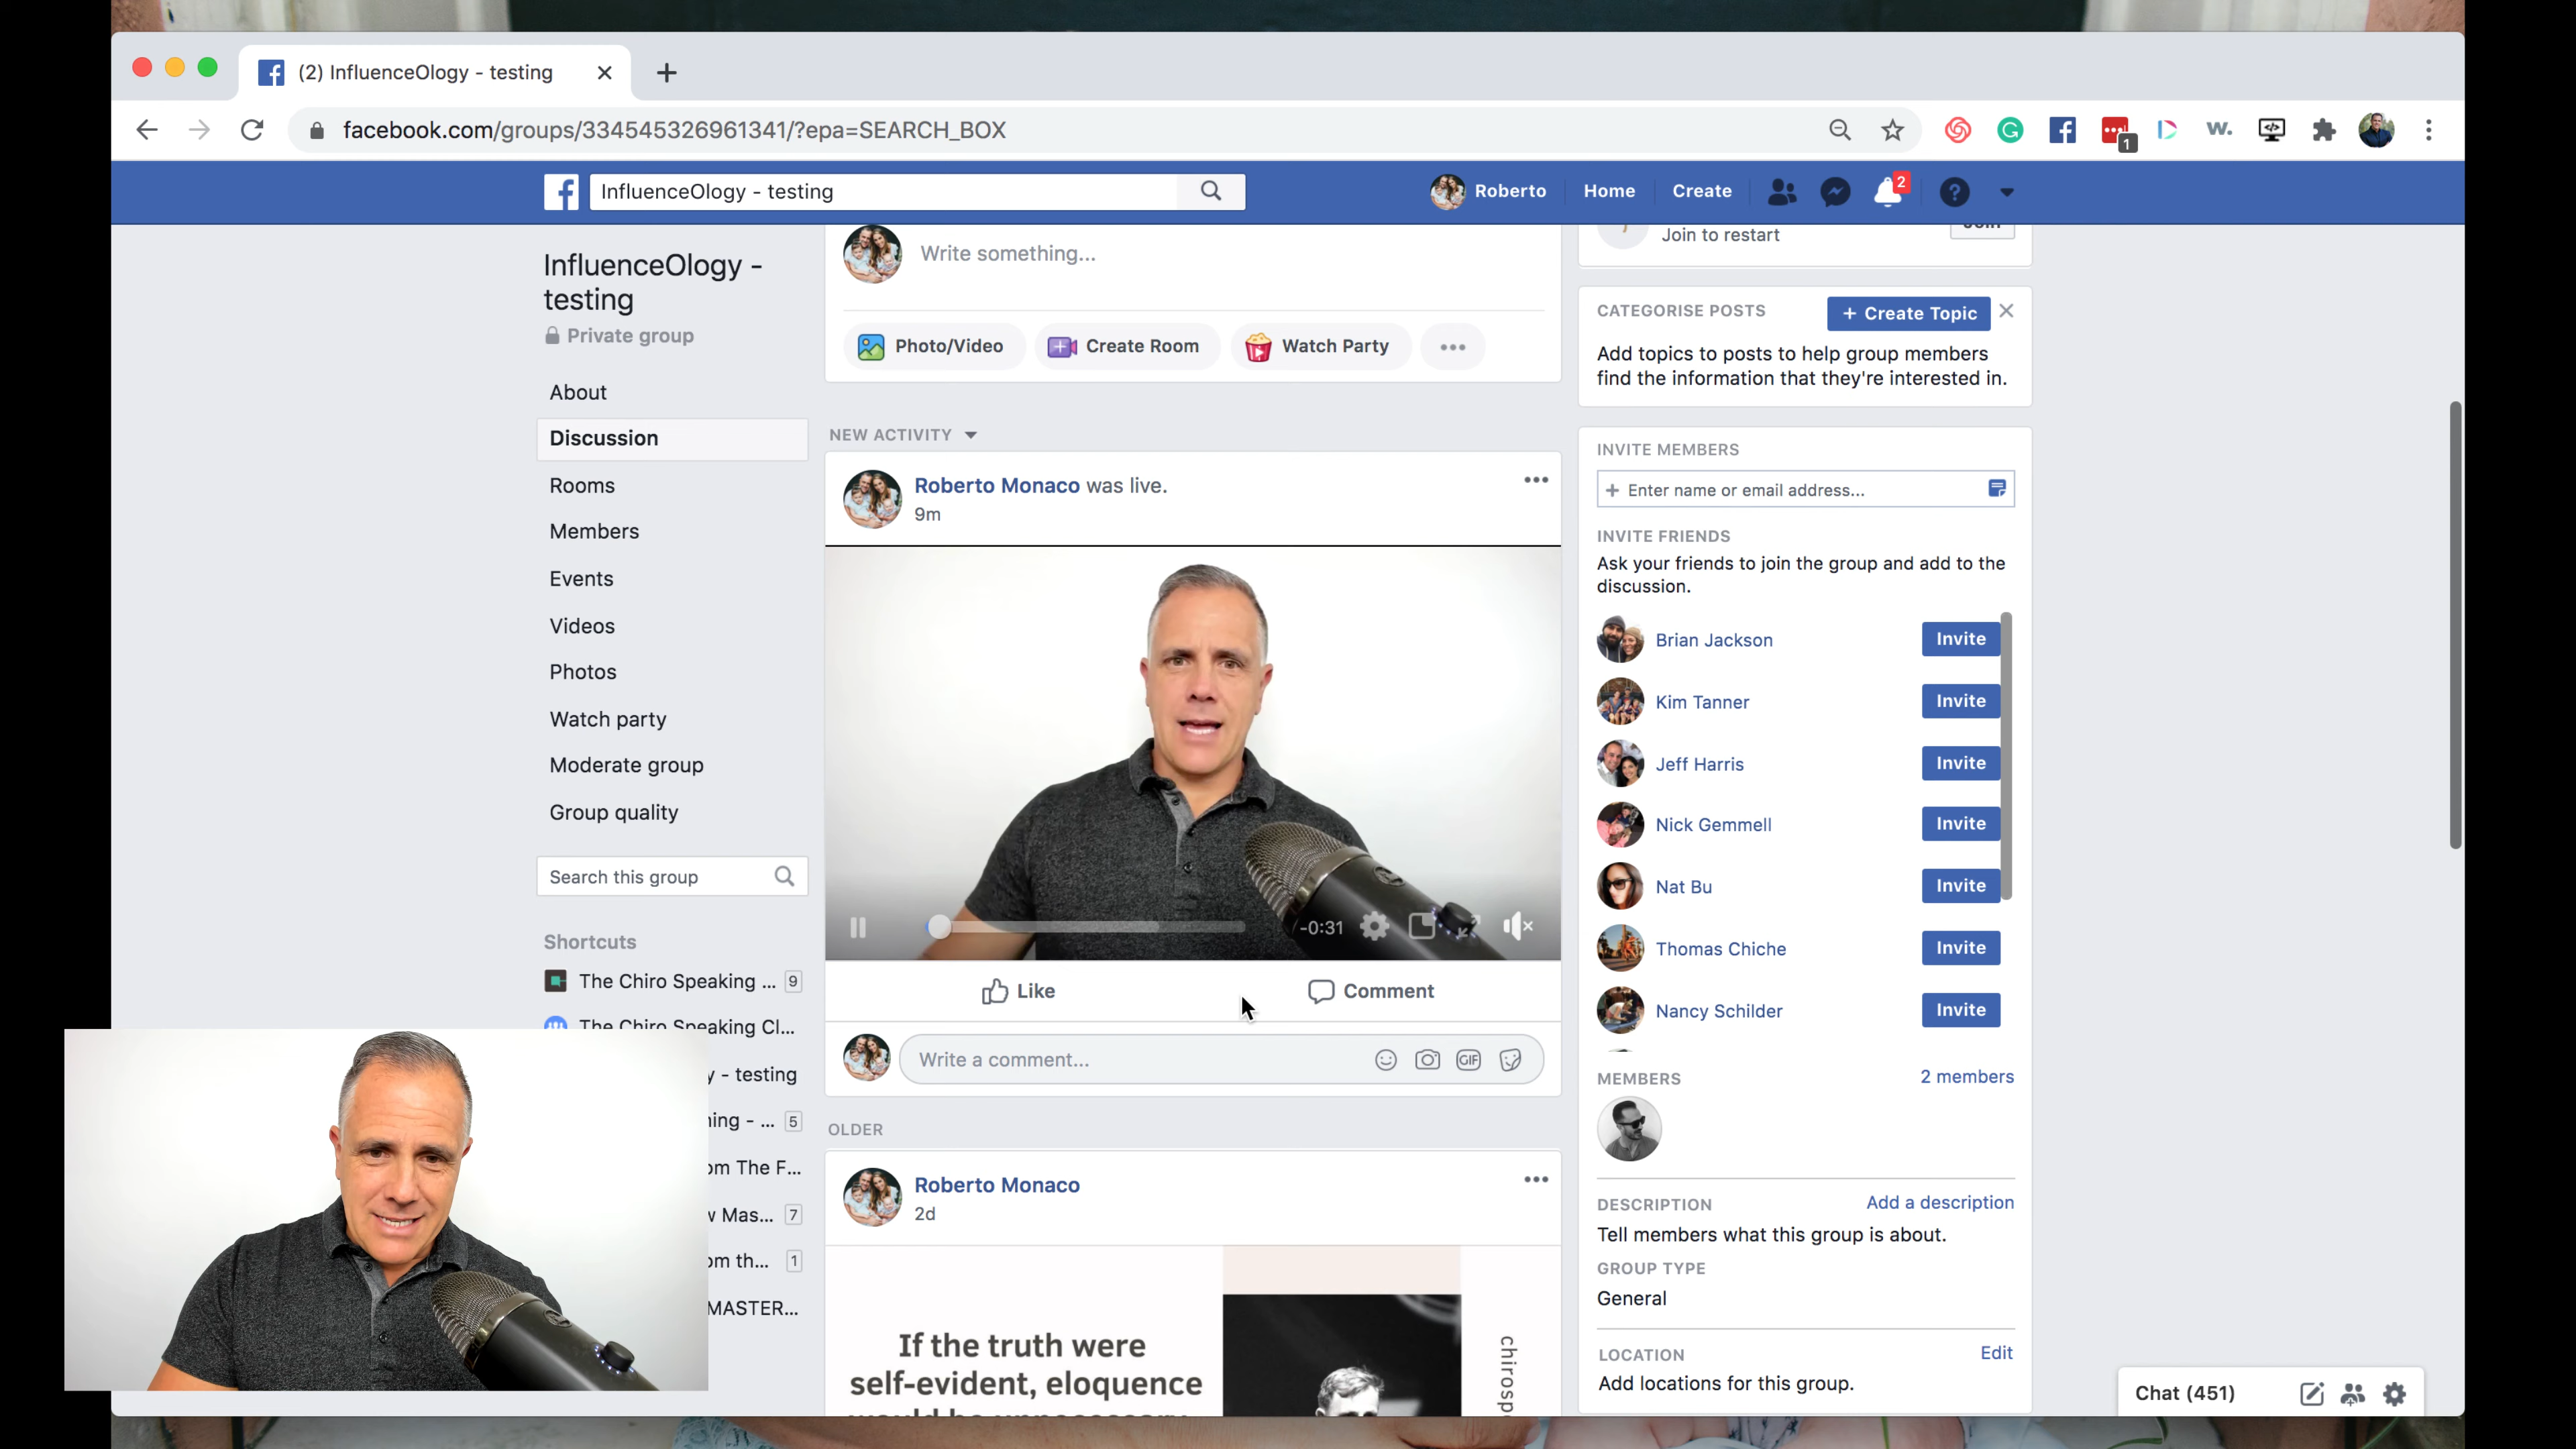 (2) InfluenceOlogy - testing
facebook.com/groups/334545326961341/?epa=SEARCH_BOX
1
InfluenceOlogy - testing
Roberto
Home
Create
2
InfluenceOlogy -
testing
Private group
About
Discussion
Rooms
Members
Events
Videos
Photos
Watch party
Moderate group
Group quality
Search this group
Shortcuts
The Chiro Speaking ... 9
The Chiro Speaking Cl...
y - testing
ning - ... 5
om The F...
w Mas... 7
om th... 1
MASTER...
Write something...
Photo/Video
Create Room
Watch Party
NEW ACTIVITY
Roberto Monaco was live.
9m
-0:31
Like
Comment
Write a comment...
GIF
OLDER
Roberto Monaco
2d
If the truth were
self-evident, eloquence
would be unnecessary
chirosp
Join to restart
Join
CATEGORISE POSTS
+ Create Topic
Add topics to posts to help group members
find the information that they're interested in.
INVITE MEMBERS
+ Enter name or email address...
INVITE FRIENDS
Ask your friends to join the group and add to the
discussion.
Brian Jackson Invite
Kim Tanner Invite
Jeff Harris Invite
Nick Gemmell Invite
Nat Bu Invite
Thomas Chiche Invite
Nancy Schilder Invite
MEMBERS 2 members
DESCRIPTION Add a description
Tell members what this group is about.
GROUP TYPE
General
LOCATION Edit
Add locations for this group.
Chat (451)